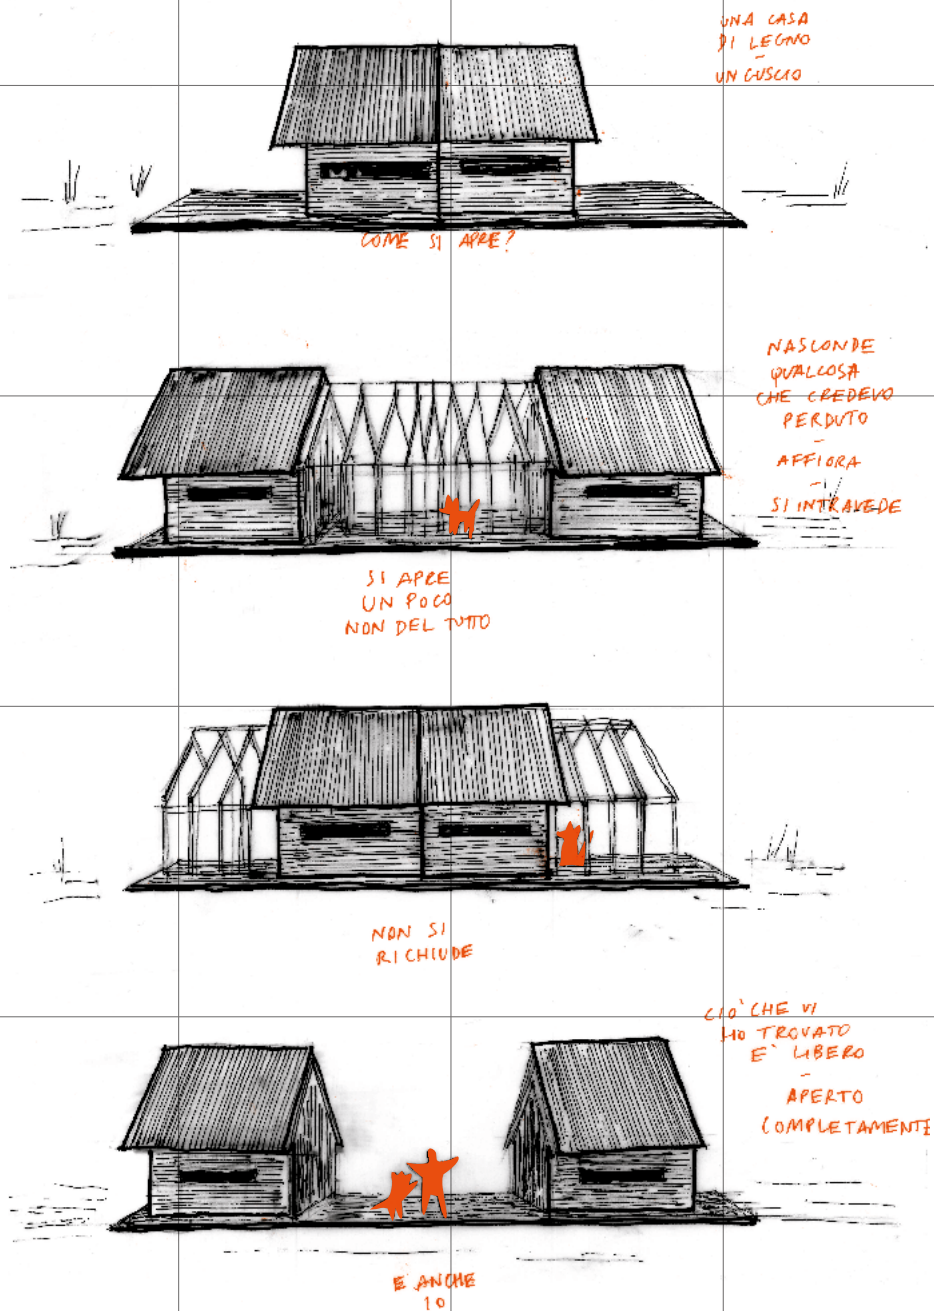 UNA CASA
DI LEGNO
-
UN GUSCIO
COME SI APRE?
NASCONDE
QUALCOSA
CHE CREDEVO
PERDUTO
-
AFFIORA
-
SI INTRAVEDE
SI APRE
UN POCO
NON DEL TUTTO
NON SI
RICHIUDE
CIO' CHE VI
HO TROVATO
E' LIBERO
-
APERTO
COMPLETAMENTE
E ANCHE
IO